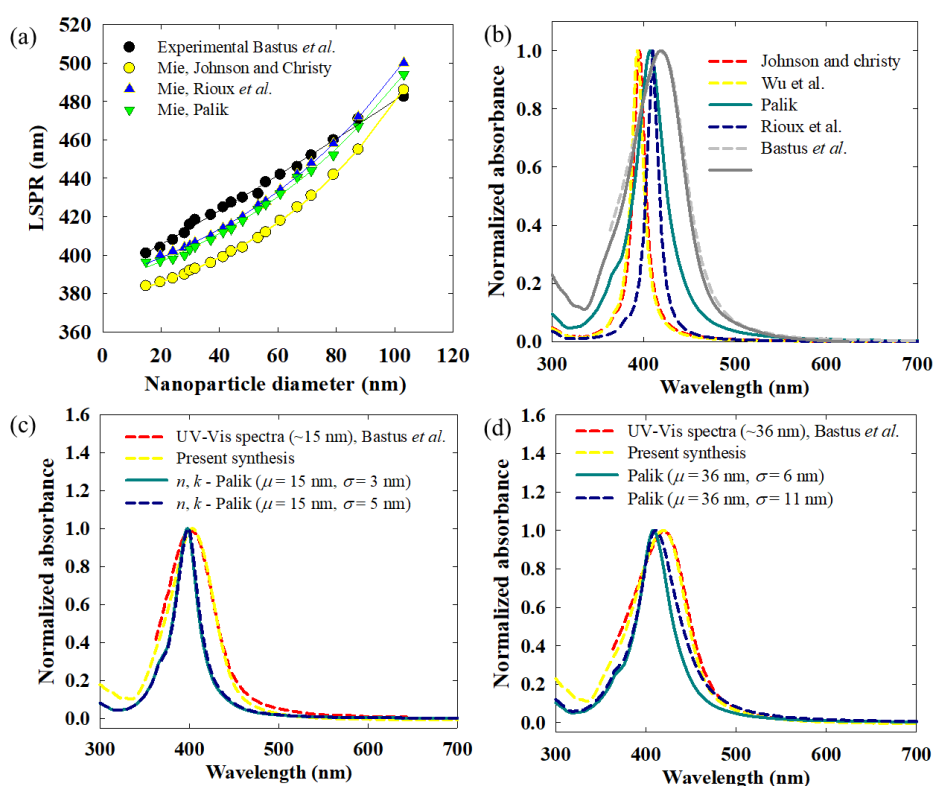 (a)
520
500
480
460
440
420
400
380
360
LSPR (nm)
Experimental Bastus et al.
Mie, Johnson and Christy
Mie, Rioux et al.
Mie, Palik
0 20 40 60 80 100 120
Nanoparticle diameter (nm)
(b)
1.0
0.8
0.6
0.4
0.2
0.0
Normalized absorbance
Johnson and christy
Wu et al.
Palik
Rioux et al.
Bastus et al.
300 400 500 600 700
Wavelength (nm)
(c)
1.6
1.4
1.2
1.0
0.8
0.6
0.4
0.2
0.0
Normalized absorbance
UV-Vis spectra (~15 nm), Bastus et al.
Present synthesis
n, k - Palik (μ = 15 nm, σ = 3 nm)
n, k - Palik (μ = 15 nm, σ = 5 nm)
300 400 500 600 700
Wavelength (nm)
(d)
1.6
1.4
1.2
1.0
0.8
0.6
0.4
0.2
0.0
Normalized absorbance
UV-Vis spectra (~36 nm), Bastus et al.
Present synthesis
Palik (μ = 36 nm, σ = 6 nm)
Palik (μ = 36 nm, σ = 11 nm)
300 400 500 600 700
Wavelength (nm)